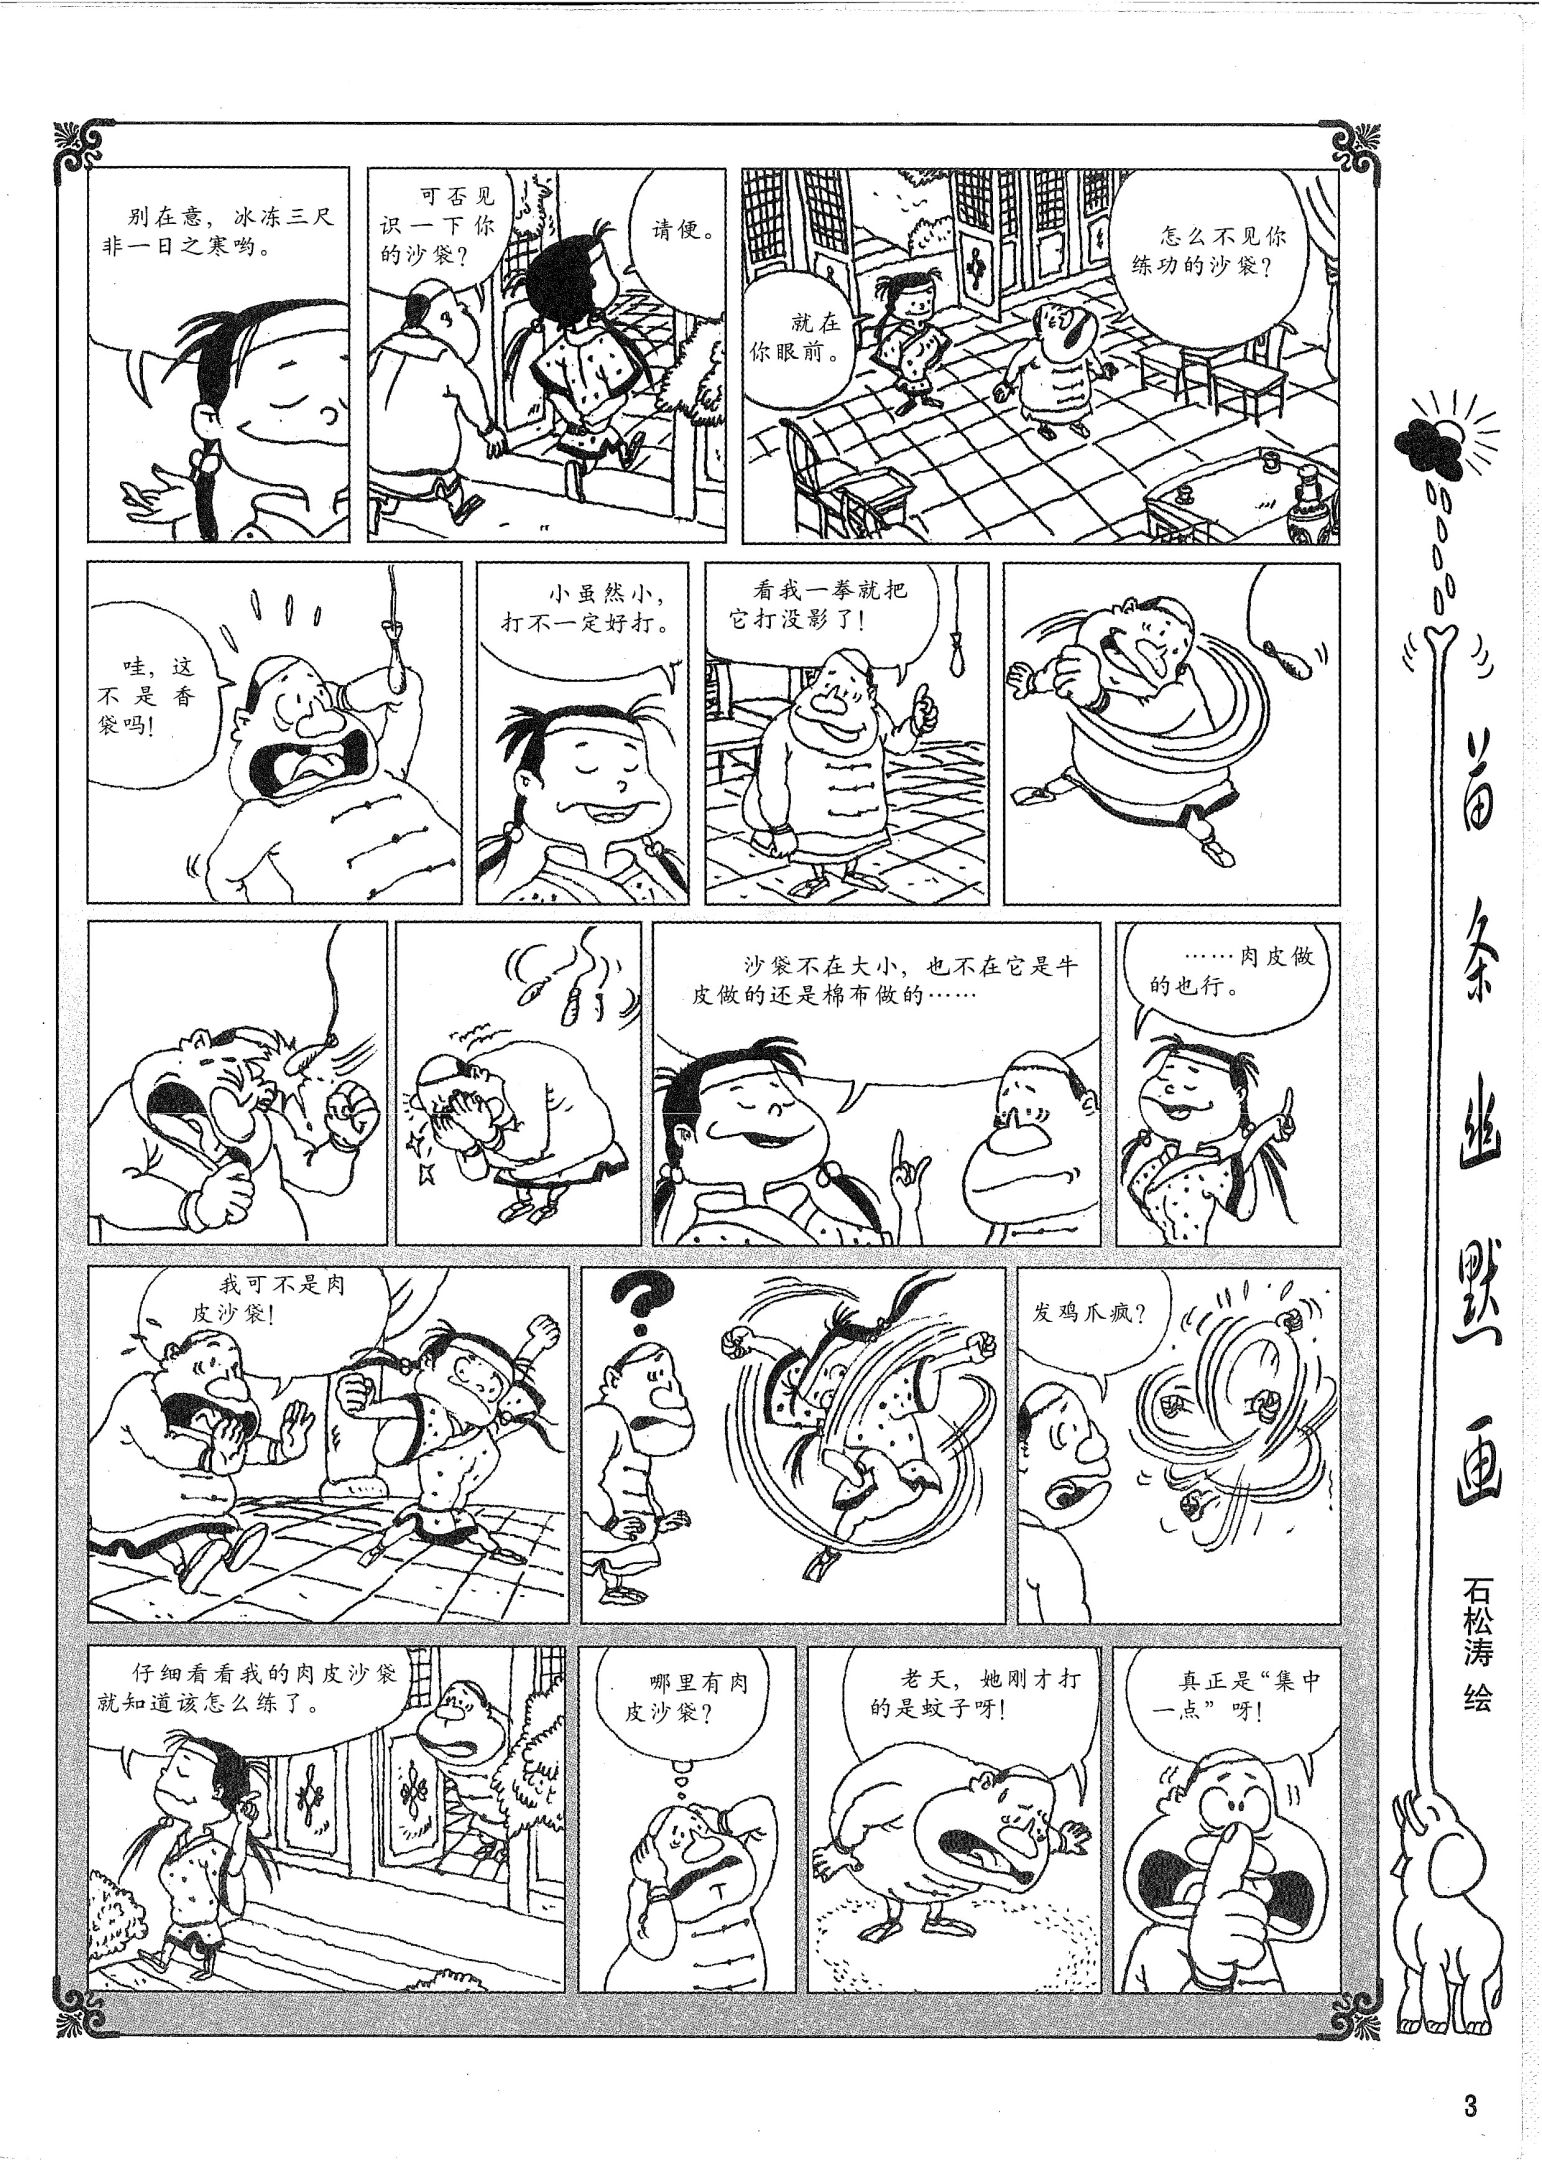 别在意，冰冻三尺
非一日之寒哟。
可否见
识一下你
的沙袋？
请便。
怎么不见你
练功的沙袋？
就在
你眼前。
哇，这
不是香
袋吗！
小虽然小，
打不一定好打。
看我一拳就把
它打没影了！
沙袋不在大小，也不在它是牛
皮做的还是棉布做的……
……肉皮做
的也行。
我可不是肉
皮沙袋！
?
发鸡爪疯？
仔细看看我的肉皮沙袋
就知道该怎么练了。
哪里有肉
皮沙袋？
老天，她刚才打
的是蚊子呀！
真正是“集中
一点”呀！
苗条幽默画
石松涛 绘
3